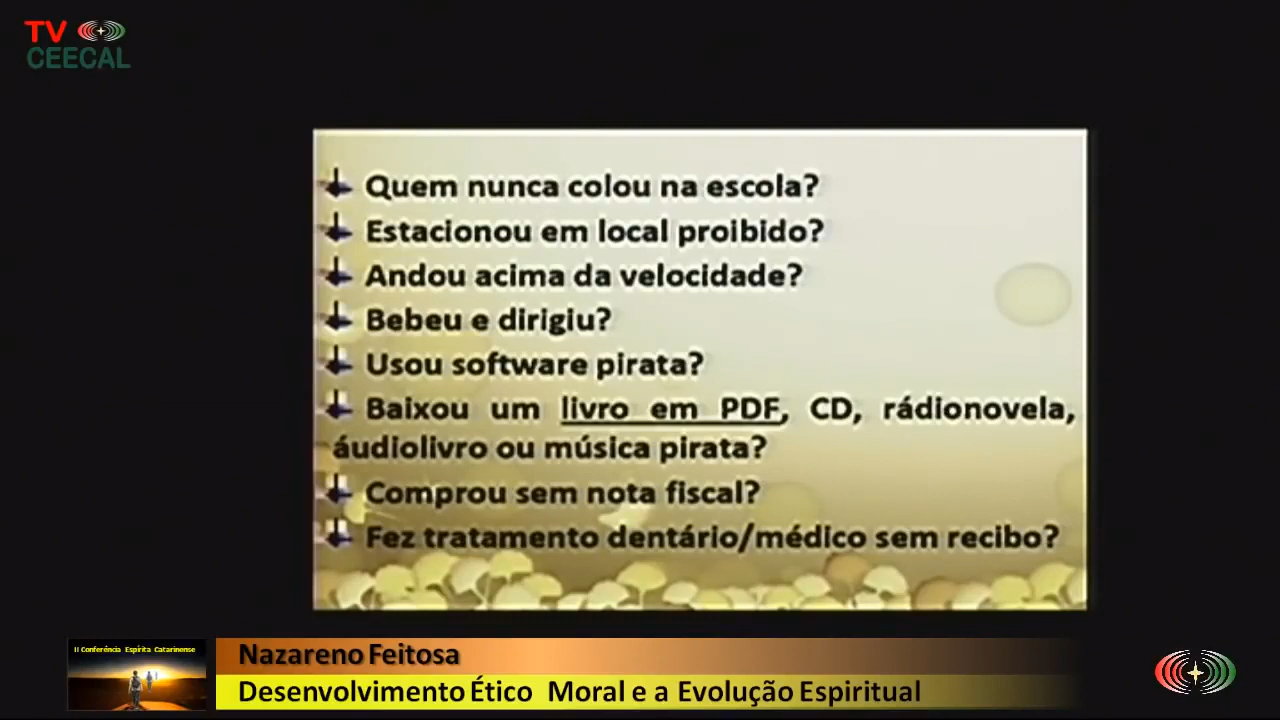 TV
CEECAL
Quem nunca colou na escola?
Estacionou em local proibido?
Andou acima da velocidade?
Bebeu e dirigiu?
Usou software pirata?
Baixou um livro em PDF, CD, rádionovela,
áudiolivro ou música pirata?
Comprou sem nota fiscal?
Fez tratamento dentário/médico sem recibo?
II Conferência Espírita Catarinense
Nazareno Feitosa
Desenvolvimento Ético Moral e a Evolução Espiritual